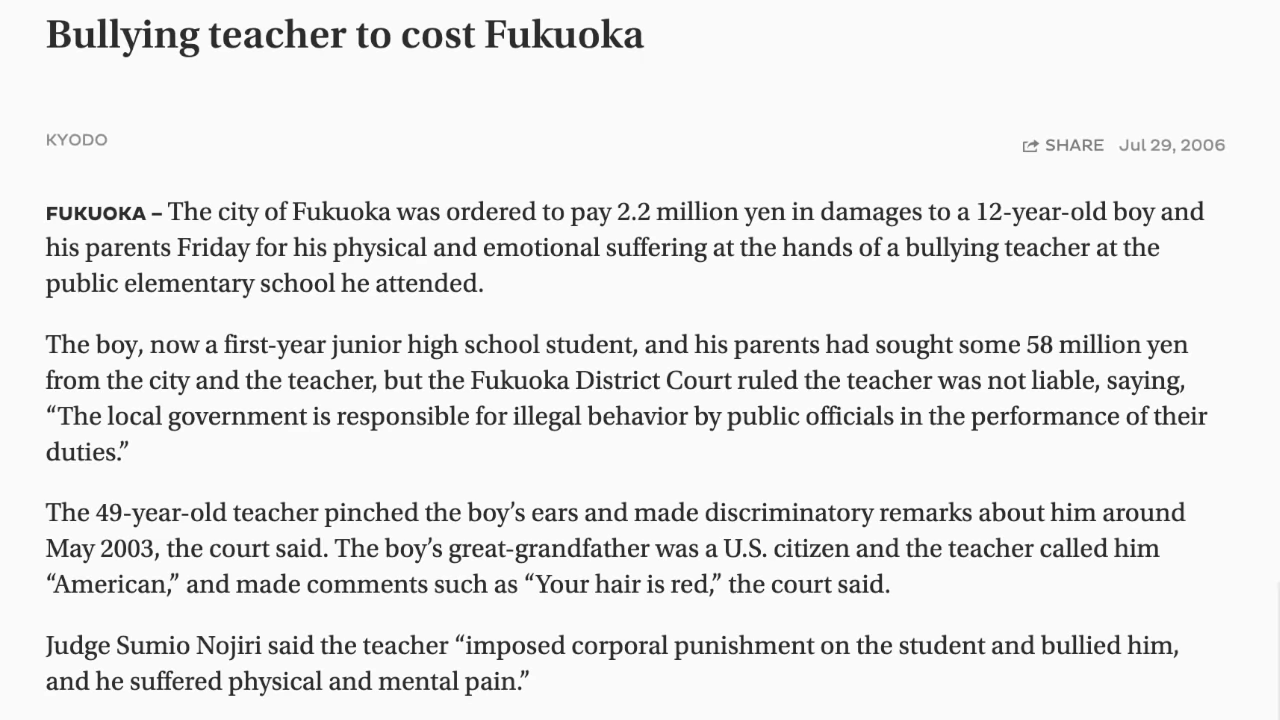 Bullying teacher to cost Fukuoka
KYODO
SHARE Jul 29, 2006
FUKUOKA – The city of Fukuoka was ordered to pay 2.2 million yen in damages to a 12-year-old boy and
his parents Friday for his physical and emotional suffering at the hands of a bullying teacher at the
public elementary school he attended.
The boy, now a first-year junior high school student, and his parents had sought some 58 million yen
from the city and the teacher, but the Fukuoka District Court ruled the teacher was not liable, saying,
“The local government is responsible for illegal behavior by public officials in the performance of their
duties.”
The 49-year-old teacher pinched the boy’s ears and made discriminatory remarks about him around
May 2003, the court said. The boy’s great-grandfather was a U.S. citizen and the teacher called him
“American,” and made comments such as “Your hair is red,” the court said.
Judge Sumio Nojiri said the teacher “imposed corporal punishment on the student and bullied him,
and he suffered physical and mental pain.”